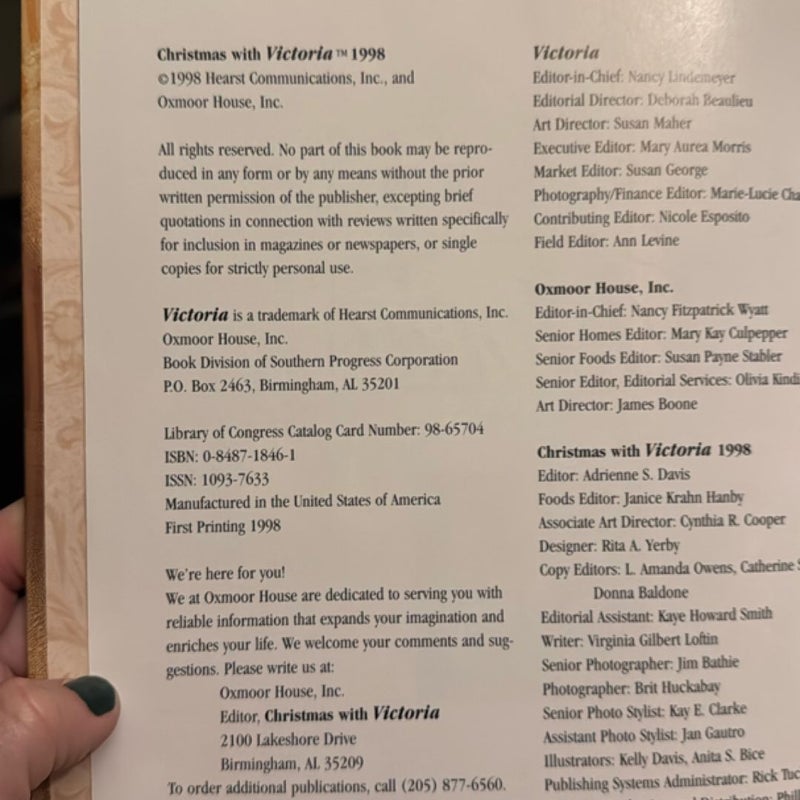 Christmas with Victoria™ 1998
©1998 Hearst Communications, Inc., and
Oxmoor House, Inc.
All rights reserved. No part of this book may be repro-
duced in any form or by any means without the prior
written permission of the publisher, excepting brief
quotations in connection with reviews written specifically
for inclusion in magazines or newspapers, or single
copies for strictly personal use.
Victoria is a trademark of Hearst Communications, Inc.
Oxmoor House, Inc.
Book Division of Southern Progress Corporation
P.O. Box 2463, Birmingham, AL 35201
Library of Congress Catalog Card Number: 98-65704
ISBN: 0-8487-1846-1
ISSN: 1093-7633
Manufactured in the United States of America
First Printing 1998
We're here for you!
We at Oxmoor House are dedicated to serving you with
reliable information that expands your imagination and
enriches your life. We welcome your comments and sug-
gestions. Please write us at:
Oxmoor House, Inc.
Editor, Christmas with Victoria
2100 Lakeshore Drive
Birmingham, AL 35209
To order additional publications, call (205) 877-6560.
Victoria
Editor-in-Chief: Nancy Lindemeyer
Editorial Director: Deborah Beaulieu
Art Director: Susan Maher
Executive Editor: Mary Aurea Morris
Market Editor: Susan George
Photography/Finance Editor: Marie-Lucie
Contributing Editor: Nicole Esposito
Field Editor: Ann Levine
Oxmoor House, Inc.
Editor-in-Chief: Nancy Fitzpatrick Wyatt
Senior Homes Editor: Mary Kay Culpepper
Senior Foods Editor: Susan Payne Stabler
Senior Editor, Editorial Services: Olivia
Art Director: James Boone
Christmas with Victoria 1998
Editor: Adrienne S. Davis
Foods Editor: Janice Krahn Hanby
Associate Art Director: Cynthia R. Cooper
Designer: Rita A. Yerby
Copy Editors: L. Amanda Owens, Catherine
Donna Baldone
Editorial Assistant: Kaye Howard Smith
Writer: Virginia Gilbert Loftin
Senior Photographer: Jim Bathie
Photographer: Brit Huckabay
Senior Photo Stylist: Kay E. Clarke
Assistant Photo Stylist: Jan Gautro
Illustrators: Kelly Davis, Anita S. Bice
Publishing Systems Administrator: Rick